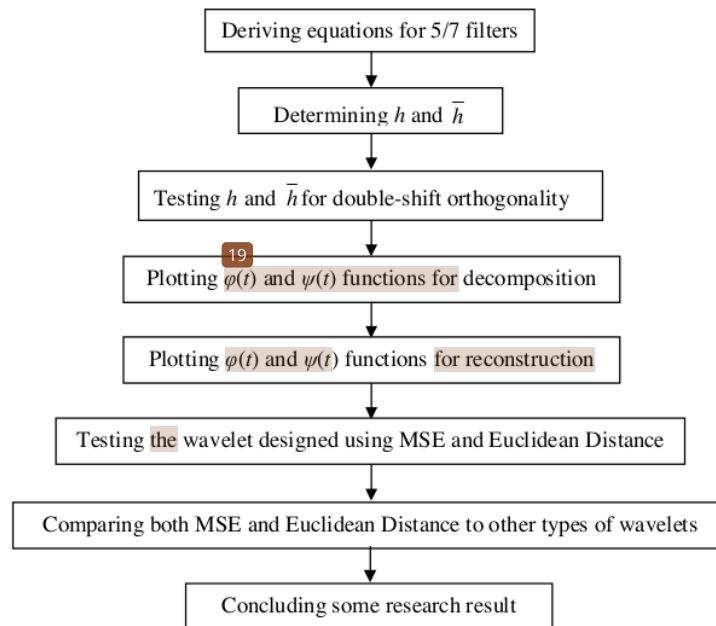 Deriving equations for 5/7 filters
Determining h and h̅
Testing h and h̅ for double-shift orthogonality
19
Plotting φ(t) and ψ(t) functions for decomposition
Plotting φ(t) and ψ(t) functions for reconstruction
Testing the wavelet designed using MSE and Euclidean Distance
Comparing both MSE and Euclidean Distance to other types of wavelets
Concluding some research result